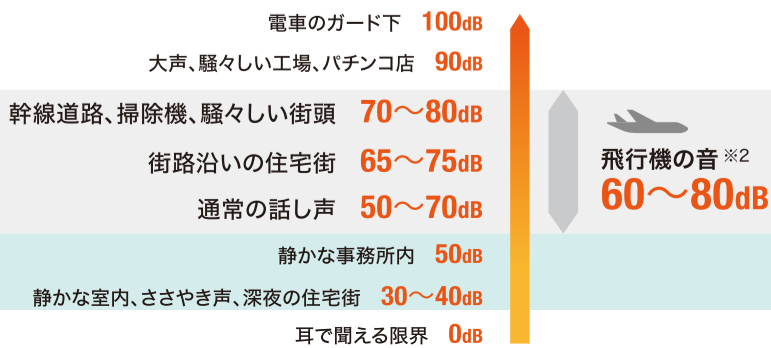 電車のガード下 100dB
大声、騒々しい工場、パチンコ店 90dB
幹線道路、掃除機、騒々しい街頭 70〜80dB
街路沿いの住宅街 65〜75dB
通常の話し声 50〜70dB
静かな事務所内 50dB
静かな室内、ささやき声、深夜の住宅街 30〜40dB
耳で聞える限界 0dB
飛行機の音 ※2
60〜80dB